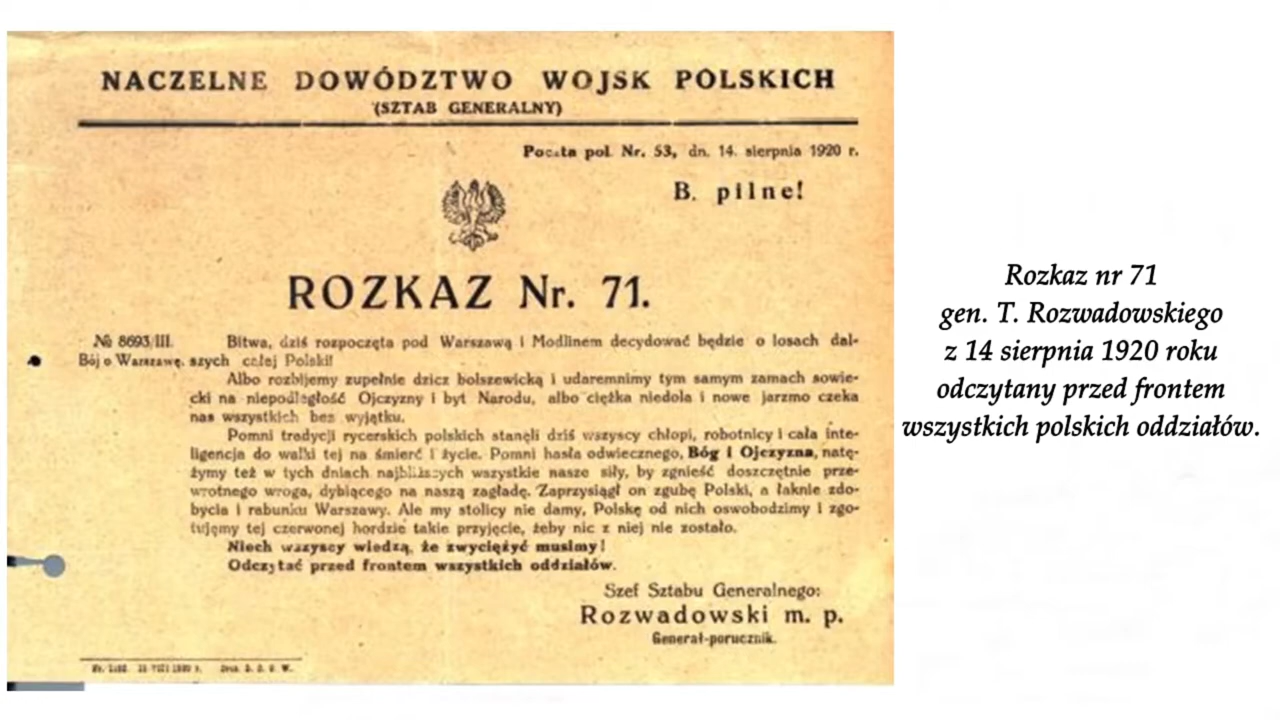 NACZELNE DOWÓDZTWO WOJSK POLSKICH
(SZTAB GENERALNY)
Poczta pol. Nr. 53, dn. 14. sierpnia 1920 r.
B. pilne!
ROZKAZ Nr. 71.
№ 8693/III.
Bój o Warszawę.
Bitwa, dziś rozpoczęta pod Warszawą i Modlinem decydować będzie o losach dal-
szych całej Polski!
Albo rozbijemy zupełnie dzicz bolszewicką i udaremnimy tym samym zamach sowie-
cki na niepodległość Ojczyzny i byt Narodu, albo ciężka niedola i nowe jarzmo czeka
nas wszystkich bez wyjątku.
Pomni tradycji rycerskich polskich stanęli dziś wszyscy chłopi, robotnicy i cała inte-
ligencja do walki tej na śmierć i życie. Pomni hasła odwiecznego, Bóg i Ojczyzna, natę-
żymy też w tych dniach najbliższych wszystkie nasze siły, by zgnieść doszczętnie prze-
wrotnego wroga, dybiącego na naszą zagładę. Zaprzysiągł on zgubę Polski, a łaknie zdo-
bycia i rabunku Warszawy. Ale my stolicy nie damy, Polskę od nich oswobodzimy i zgo-
tujemy tej czerwonej hordzie takie przyjęcie, żeby nic z niej nie zostało.
Niech wszyscy wiedzą, że zwyciężyć musimy!
Odczytać przed frontem wszystkich oddziałów.
Szef Sztabu Generalnego:
Rozwadowski m. p.
Generał-porucznik.
Rozkaz nr 71
gen. T. Rozwadowskiego
z 14 sierpnia 1920 roku
odczytany przed frontem
wszystkich polskich oddziałów.